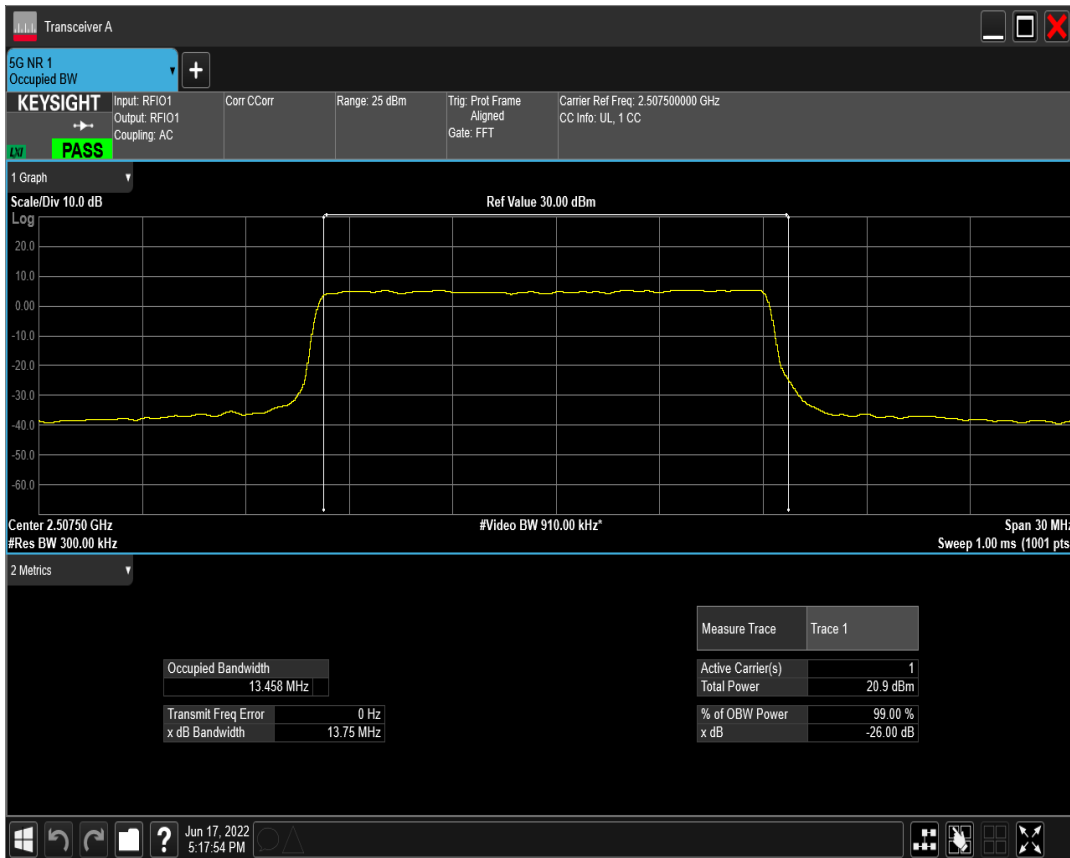 Transceiver A
5G NR 1
Occupied BW
+
KEYSIGHT
LXI
PASS
Input: RFIO1
Output: RFIO1
Coupling: AC
Corr CCorr
Range: 25 dBm
Trig: Prot Frame
Aligned
Gate: FFT
Carrier Ref Freq: 2.507500000 GHz
CC Info: UL, 1 CC
1 Graph
Scale/Div 10.0 dB
Ref Value 30.00 dBm
Log
20.0
10.0
0.00
-10.0
-20.0
-30.0
-40.0
-50.0
-60.0
Center 2.50750 GHz
#Video BW 910.00 kHz*
Span 30 MHz
#Res BW 300.00 kHz
Sweep 1.00 ms (1001 pts
2 Metrics
Measure Trace Trace 1
Occupied Bandwidth
13.458 MHz
Active Carrier(s) 1
Total Power 20.9 dBm
Transmit Freq Error 0 Hz
x dB Bandwidth 13.75 MHz
% of OBW Power 99.00 %
x dB -26.00 dB
?
Jun 17, 2022
5:17:54 PM